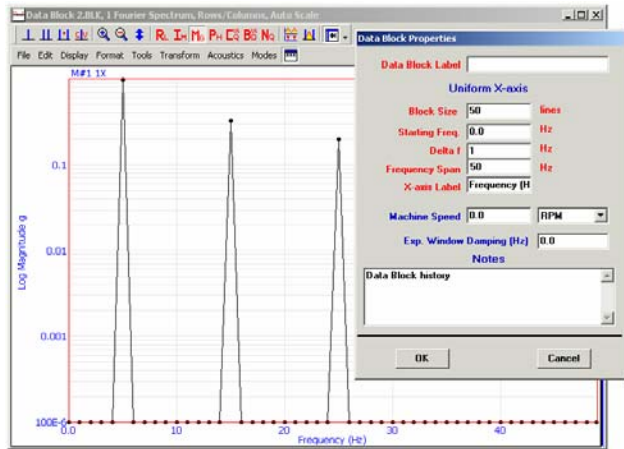 Data Block 2.BLK, 1 Fourier Spectrum, Rows/Columns, Auto Scale
File Edit Display Format Tools Transform Acoustics Modes
M#1 1X
0.1
0.01
0.001
100E-6
Log Magnitude g
0.0 10 20 30 40
Frequency (Hz)
Data Block Properties
Data Block Label
Uniform X-axis
Block Size 50 lines
Starting Freq. 0.0 Hz
Delta f 1 Hz
Frequency Span 50 Hz
X-axis Label Frequency (H
Machine Speed 0.0 RPM
Exp. Window Damping (Hz) 0.0
Notes
Data Block history
OK Cancel